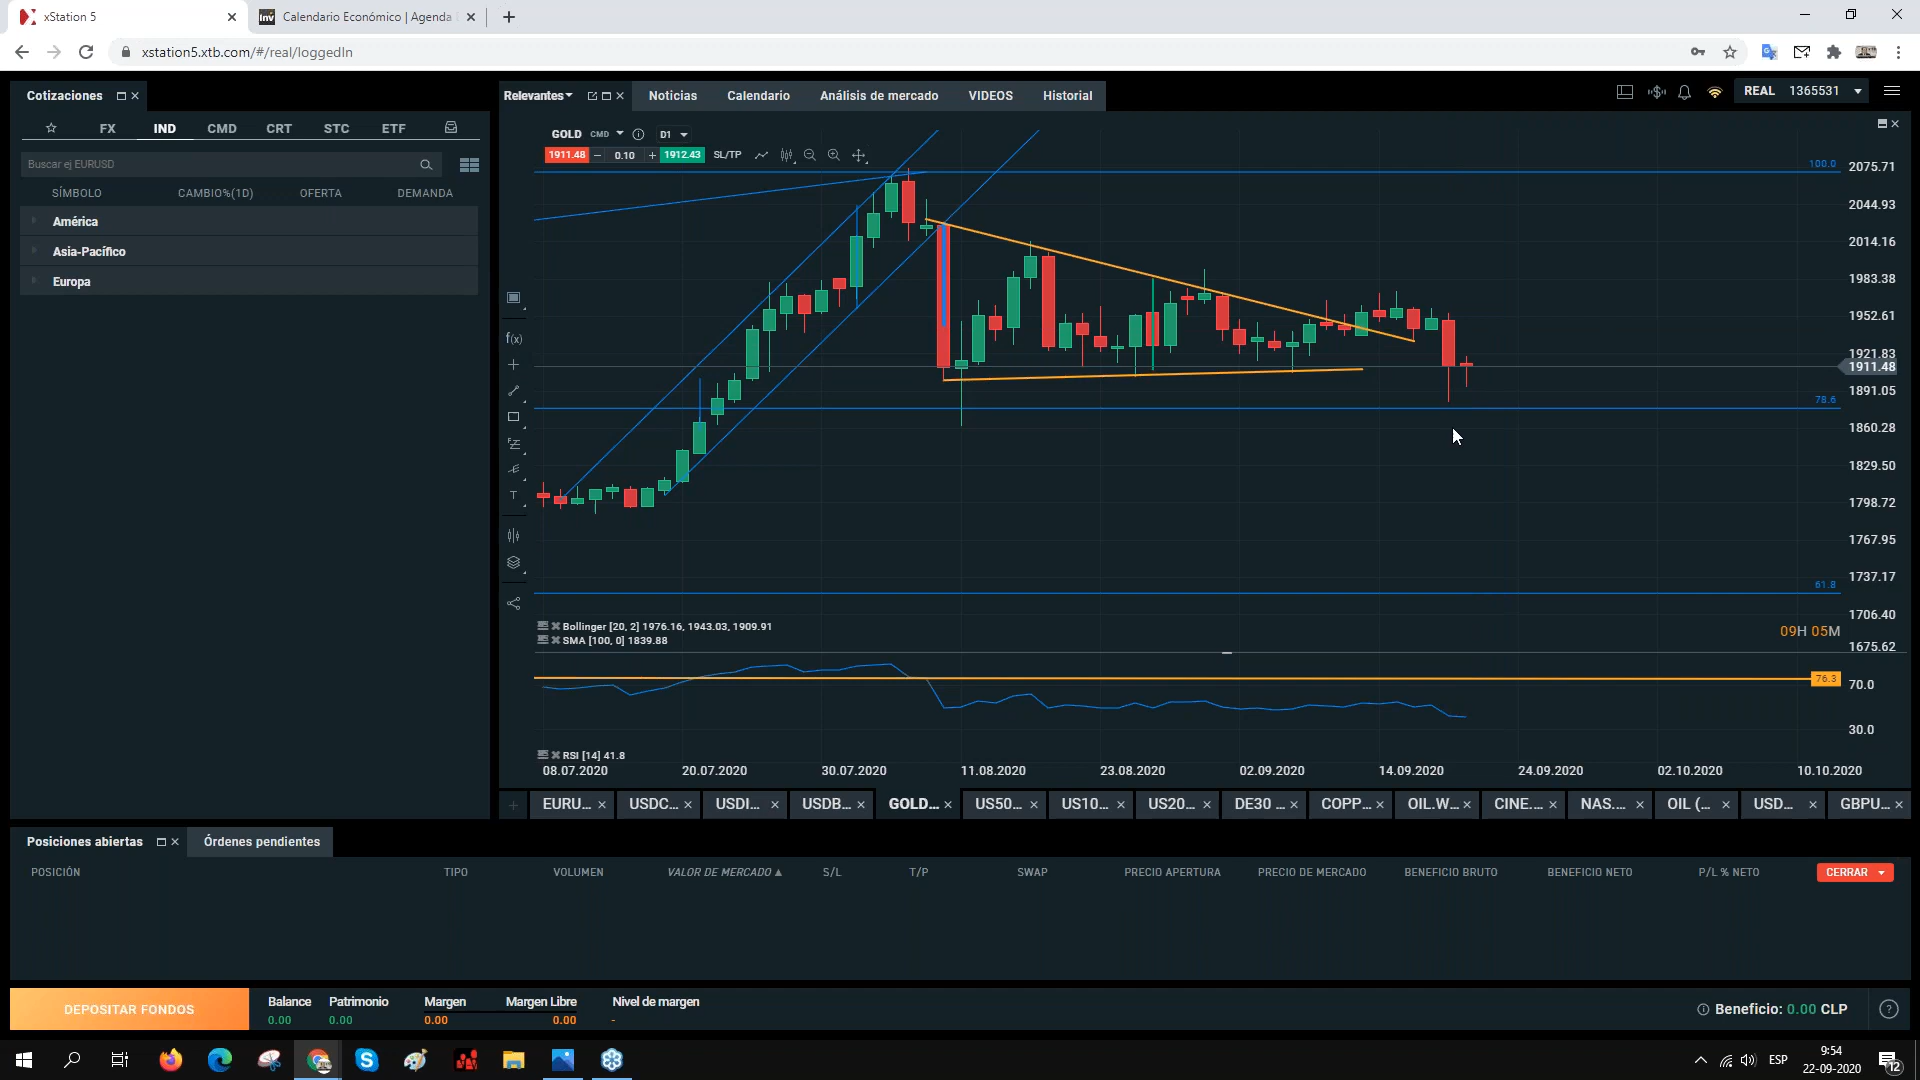 xStation 5
Calendario Económico | Agenda
xstation5.xtb.com/#/real/loggedIn
Cotizaciones
FX IND CMD CRT STC ETF
Buscar ej EURUSD
SÍMBOLO CAMBIO%(1D) OFERTA DEMANDA
América
Asia-Pacífico
Europa
Relevantes Noticias Calendario Análisis de mercado VIDEOS Historial
REAL 1365531
GOLD CMD D1
1911.48 − 0.10 + 1912.43 SL/TP
f(x)
T
100.0
78.6
61.8
2075.71
2044.93
2014.16
1983.38
1952.61
1921.83
1911.48
1891.05
1860.28
1829.50
1798.72
1767.95
1737.17
1706.40
1675.62
09H 05M
Bollinger [20, 2] 1976.16, 1943.03, 1909.91
SMA [100, 0] 1839.88
76.3
70.0
30.0
RSI [14] 41.8
08.07.2020 20.07.2020 30.07.2020 11.08.2020 23.08.2020 02.09.2020 14.09.2020 24.09.2020 02.10.2020 10.10.2020
EURU... USDC... USDI... USDB... GOLD... US50... US10... US20... DE30 ... COPP... OIL.W... CINE.... NAS.... OIL (... USD... GBPU...
Posiciones abiertas Órdenes pendientes
POSICIÓN TIPO VOLUMEN VALOR DE MERCADO S/L T/P SWAP PRECIO APERTURA PRECIO DE MERCADO BENEFICIO BRUTO BENEFICIO NETO P/L % NETO CERRAR
DEPOSITAR FONDOS
Balance Patrimonio Margen Margen Libre Nivel de margen
0.00 0.00 0.00 0.00 -
Beneficio: 0.00 CLP
ESP
9:54
22-09-2020
12